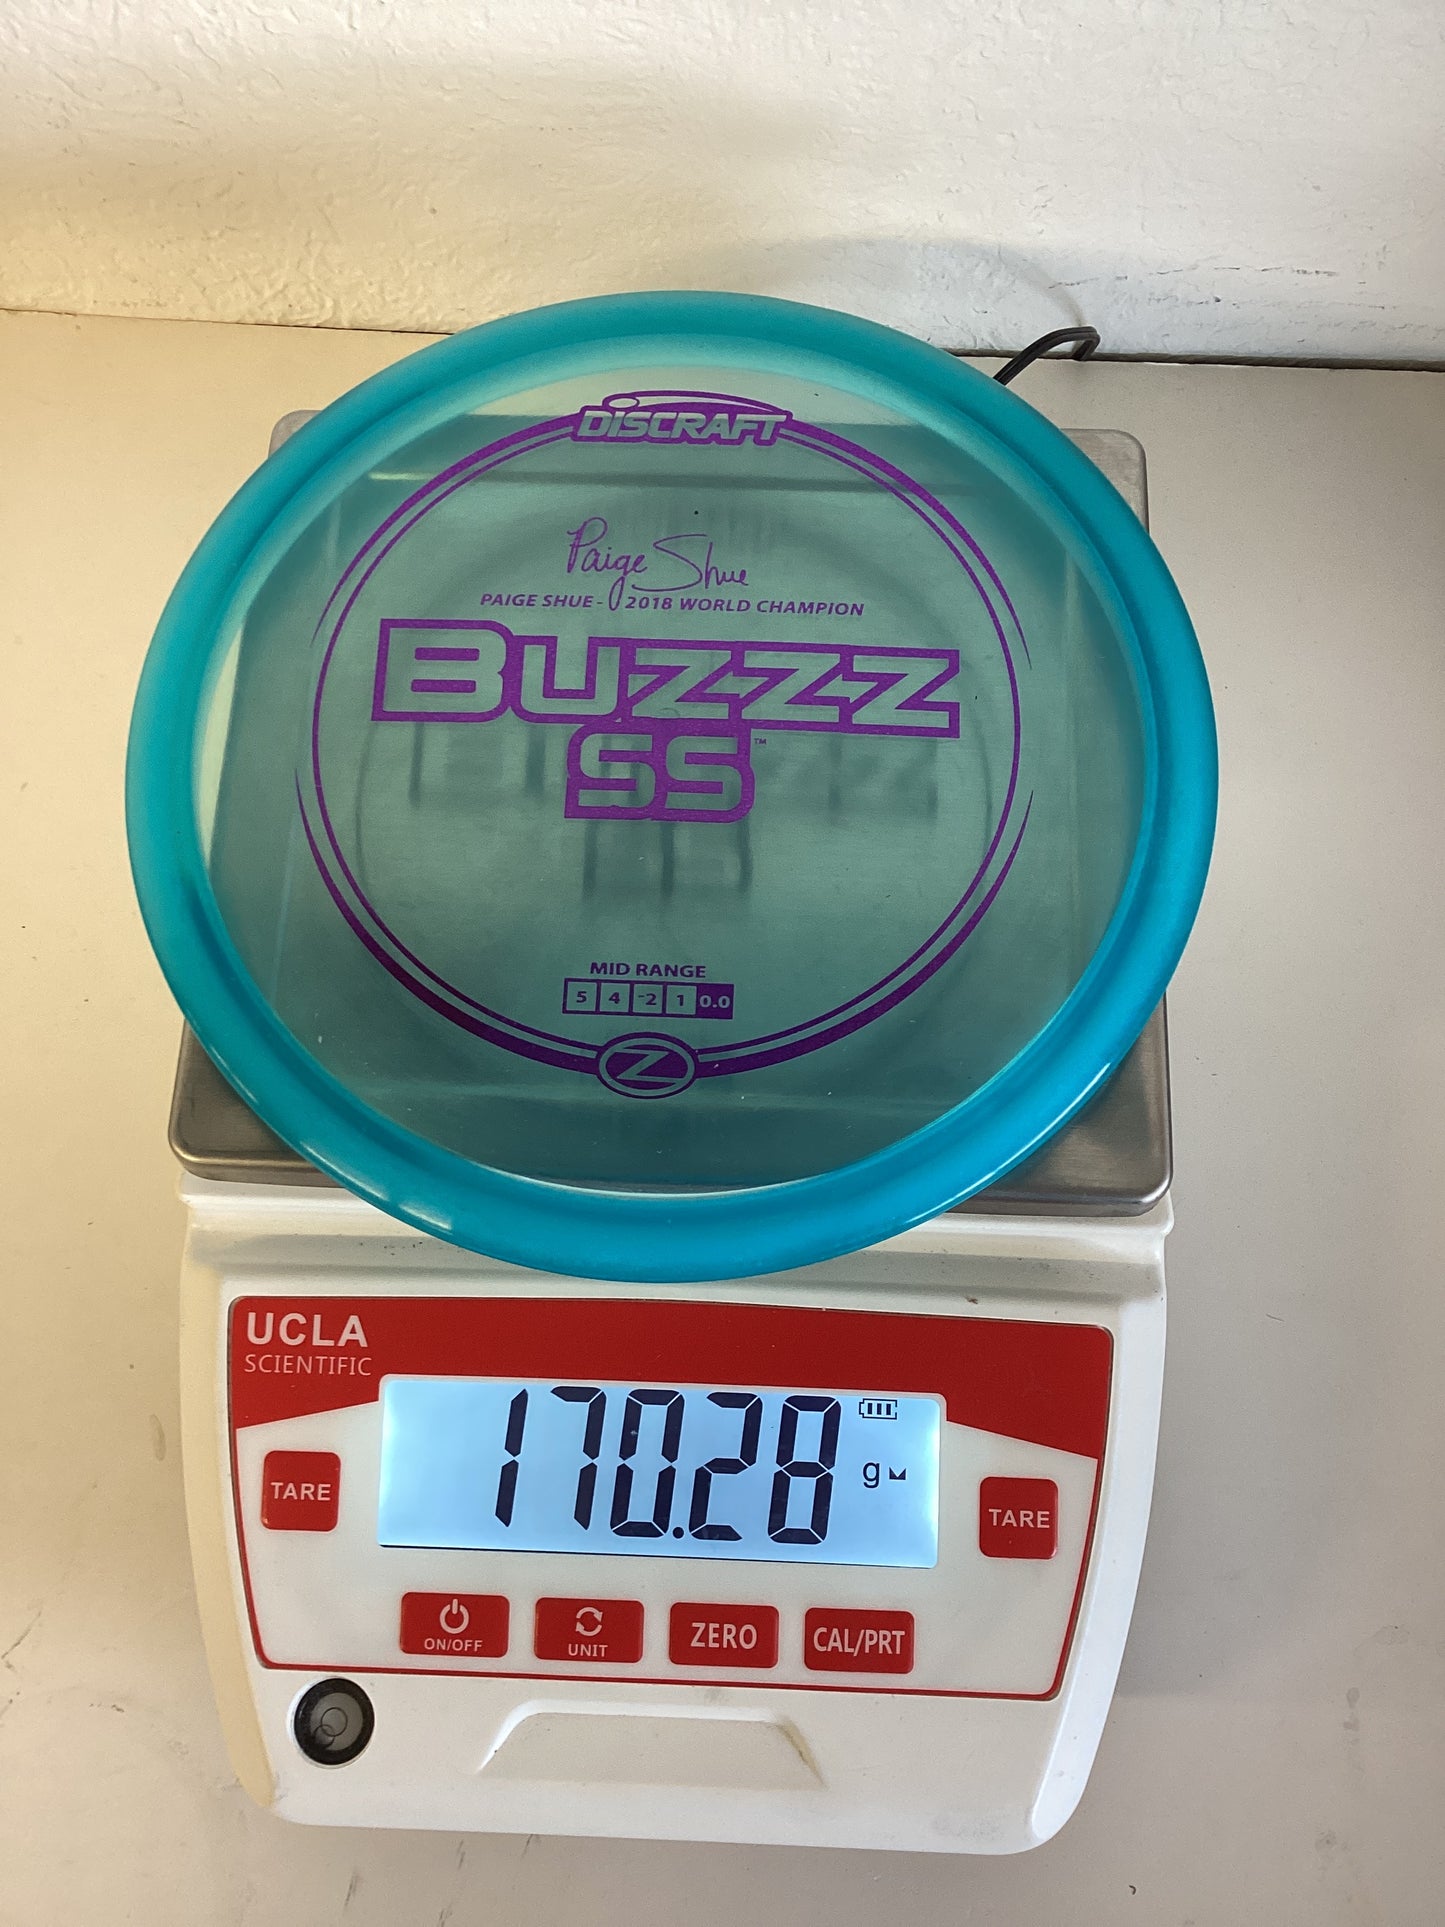 DISCRAFT
Paige Shue
PAIGE SHUE - 2018 WORLD CHAMPION
BUZZZ
SS™
MID RANGE
5 4 -2 1 0.0
Z
UCLA
SCIENTIFIC
170.28 g
TARE
TARE
ON/OFF
UNIT
ZERO
CAL/PRT